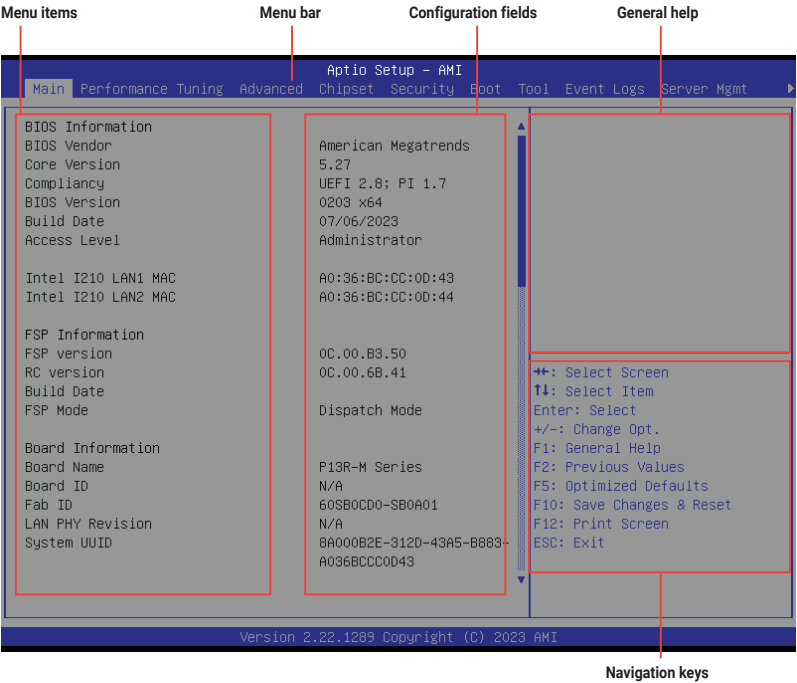 Menu items Menu bar Configuration fields General help
Aptio Setup – AMI
Main Performance Tuning Advanced Chipset Security Boot Tool Event Logs Server Mgmt
BIOS Information
BIOS Vendor American Megatrends
Core Version 5.27
Compliancy UEFI 2.8; PI 1.7
BIOS Version 0203 x64
Build Date 07/06/2023
Access Level Administrator
Intel I210 LAN1 MAC A0:36:BC:CC:0D:43
Intel I210 LAN2 MAC A0:36:BC:CC:0D:44
FSP Information
FSP version 0C.00.B3.50
RC version 0C.00.6B.41
Build Date
FSP Mode Dispatch Mode
Board Information
Board Name P13R-M Series
Board ID N/A
Fab ID 60SB0CD0-SB0A01
LAN PHY Revision N/A
System UUID 8A000B2E-312D-43A5-B883-
A036BCCC0D43
→←: Select Screen
↑↓: Select Item
Enter: Select
+/-: Change Opt.
F1: General Help
F2: Previous Values
F5: Optimized Defaults
F10: Save Changes & Reset
F12: Print Screen
ESC: Exit
Version 2.22.1289 Copyright (C) 2023 AMI
Navigation keys